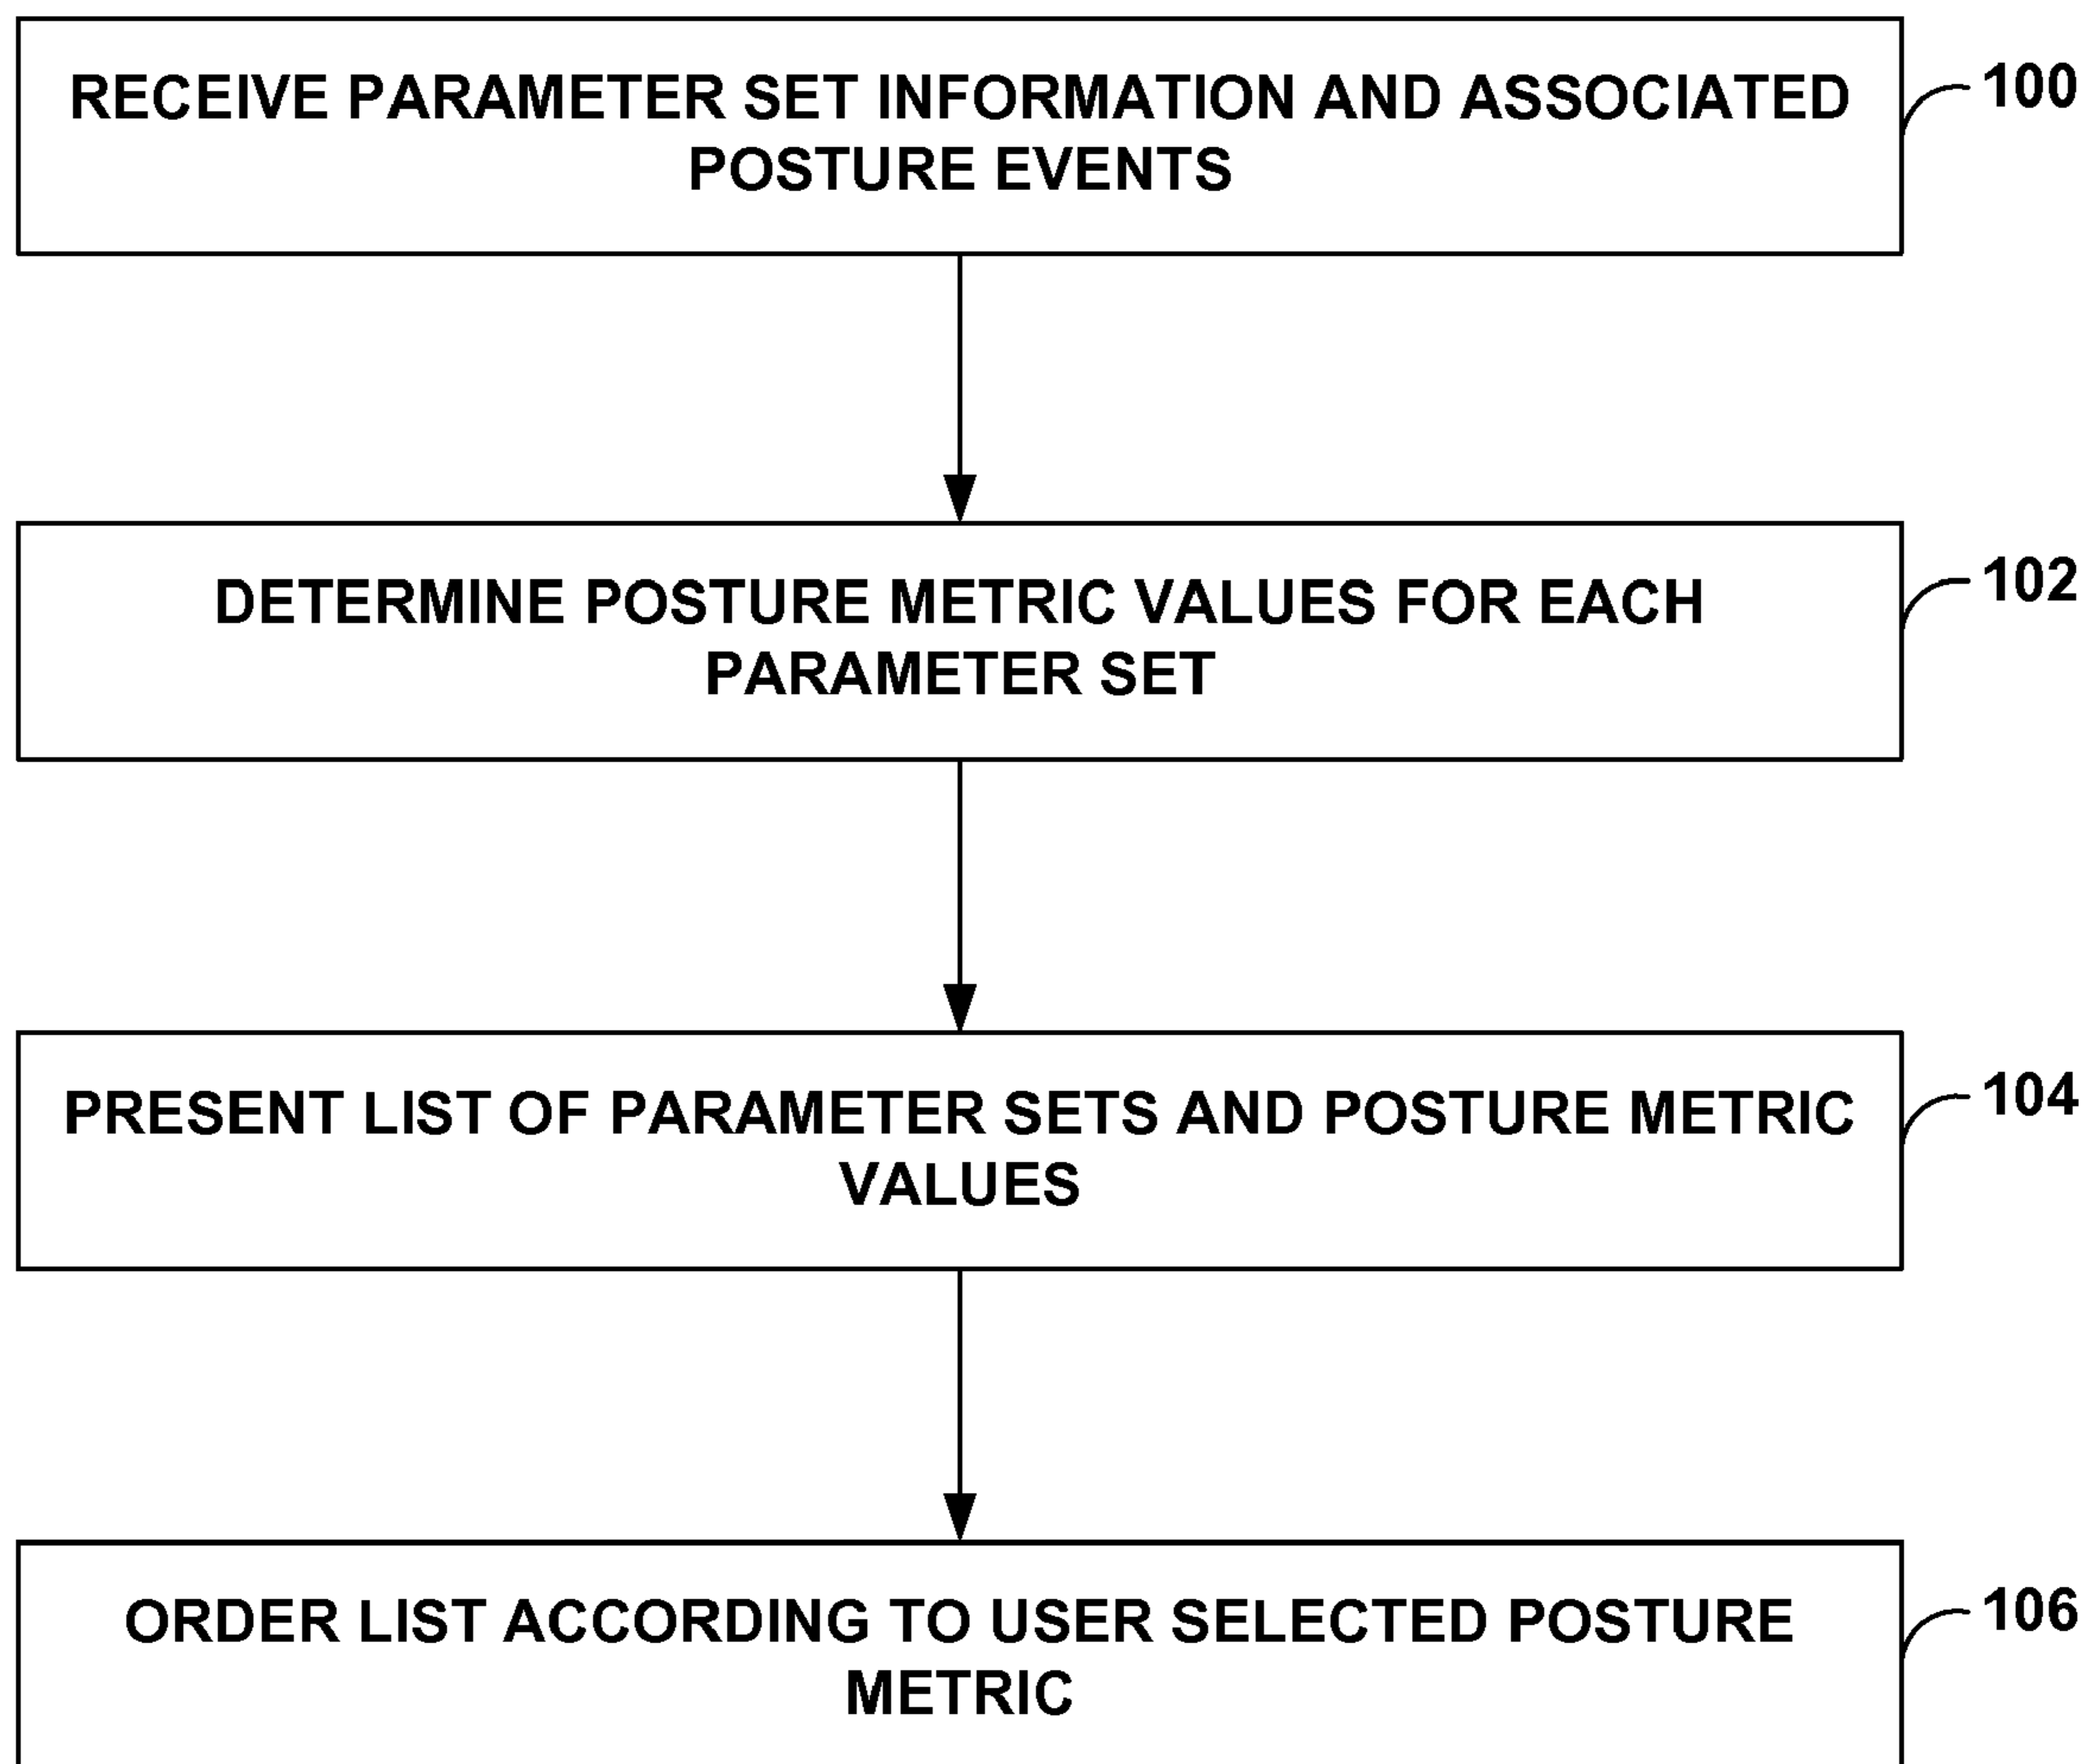 RECEIVE PARAMETER SET INFORMATION AND ASSOCIATED
POSTURE EVENTS
100
DETERMINE POSTURE METRIC VALUES FOR EACH
PARAMETER SET
102
PRESENT LIST OF PARAMETER SETS AND POSTURE METRIC
VALUES
104
ORDER LIST ACCORDING TO USER SELECTED POSTURE
METRIC
106